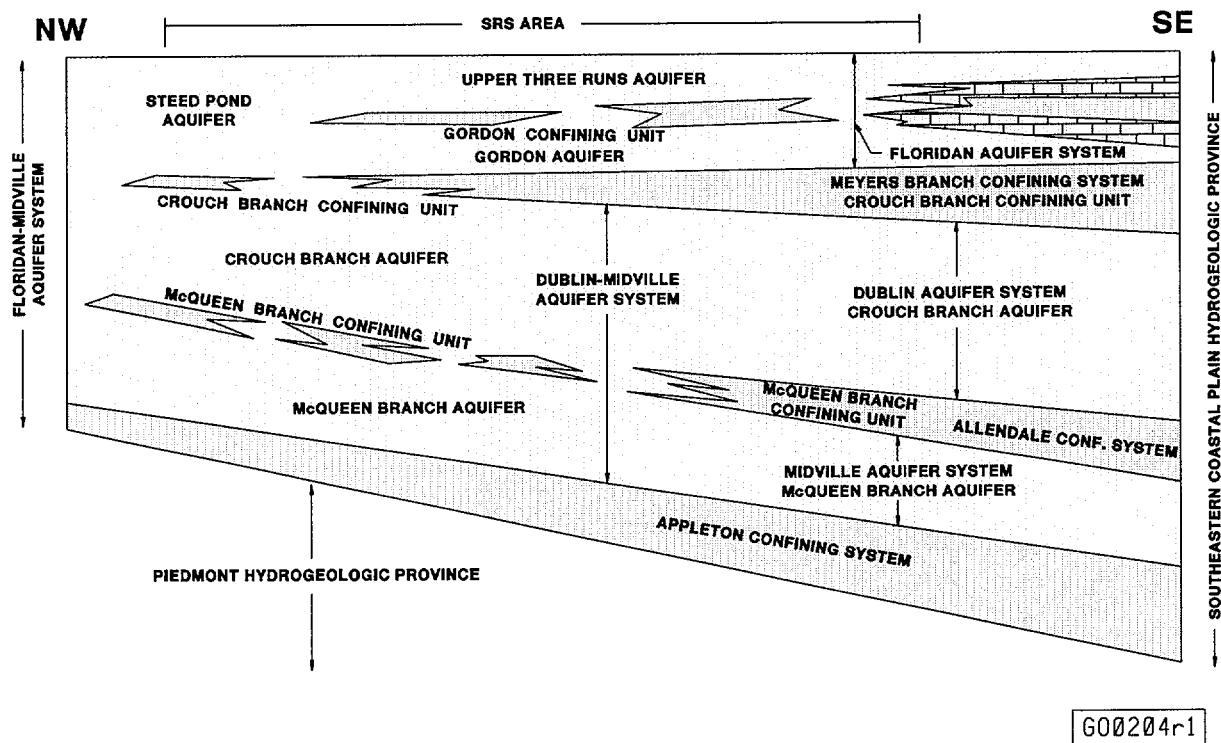 NW
SRS AREA
SE
UPPER THREE RUNS AQUIFER
STEED POND
AQUIFER
GORDON CONFINING UNIT
GORDON AQUIFER
FLORIDAN AQUIFER SYSTEM
FLORIDAN-MIDVILLE
AQUIFER SYSTEM
MEYERS BRANCH CONFINING SYSTEM
CROUCH BRANCH CONFINING UNIT
CROUCH BRANCH CONFINING UNIT
CROUCH BRANCH AQUIFER
DUBLIN-MIDVILLE
AQUIFER SYSTEM
DUBLIN AQUIFER SYSTEM
CROUCH BRANCH AQUIFER
McQUEEN BRANCH CONFINING UNIT
McQUEEN BRANCH AQUIFER
McQUEEN BRANCH
CONFINING UNIT
ALLENDALE CONF. SYSTEM
MIDVILLE AQUIFER SYSTEM
McQUEEN BRANCH AQUIFER
APPLETON CONFINING SYSTEM
PIEDMONT HYDROGEOLOGIC PROVINCE
SOUTHEASTERN COASTAL PLAIN HYDROGEOLOGIC PROVINCE
GO0204r1